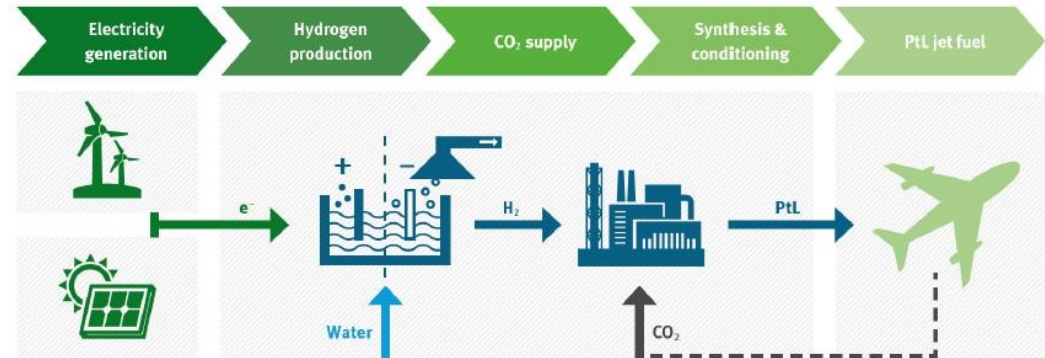 Electricity
generation
Hydrogen
production
CO₂ supply
Synthesis &
conditioning
PtL jet fuel
+
−
e⁻
H₂
PtL
Water
CO₂